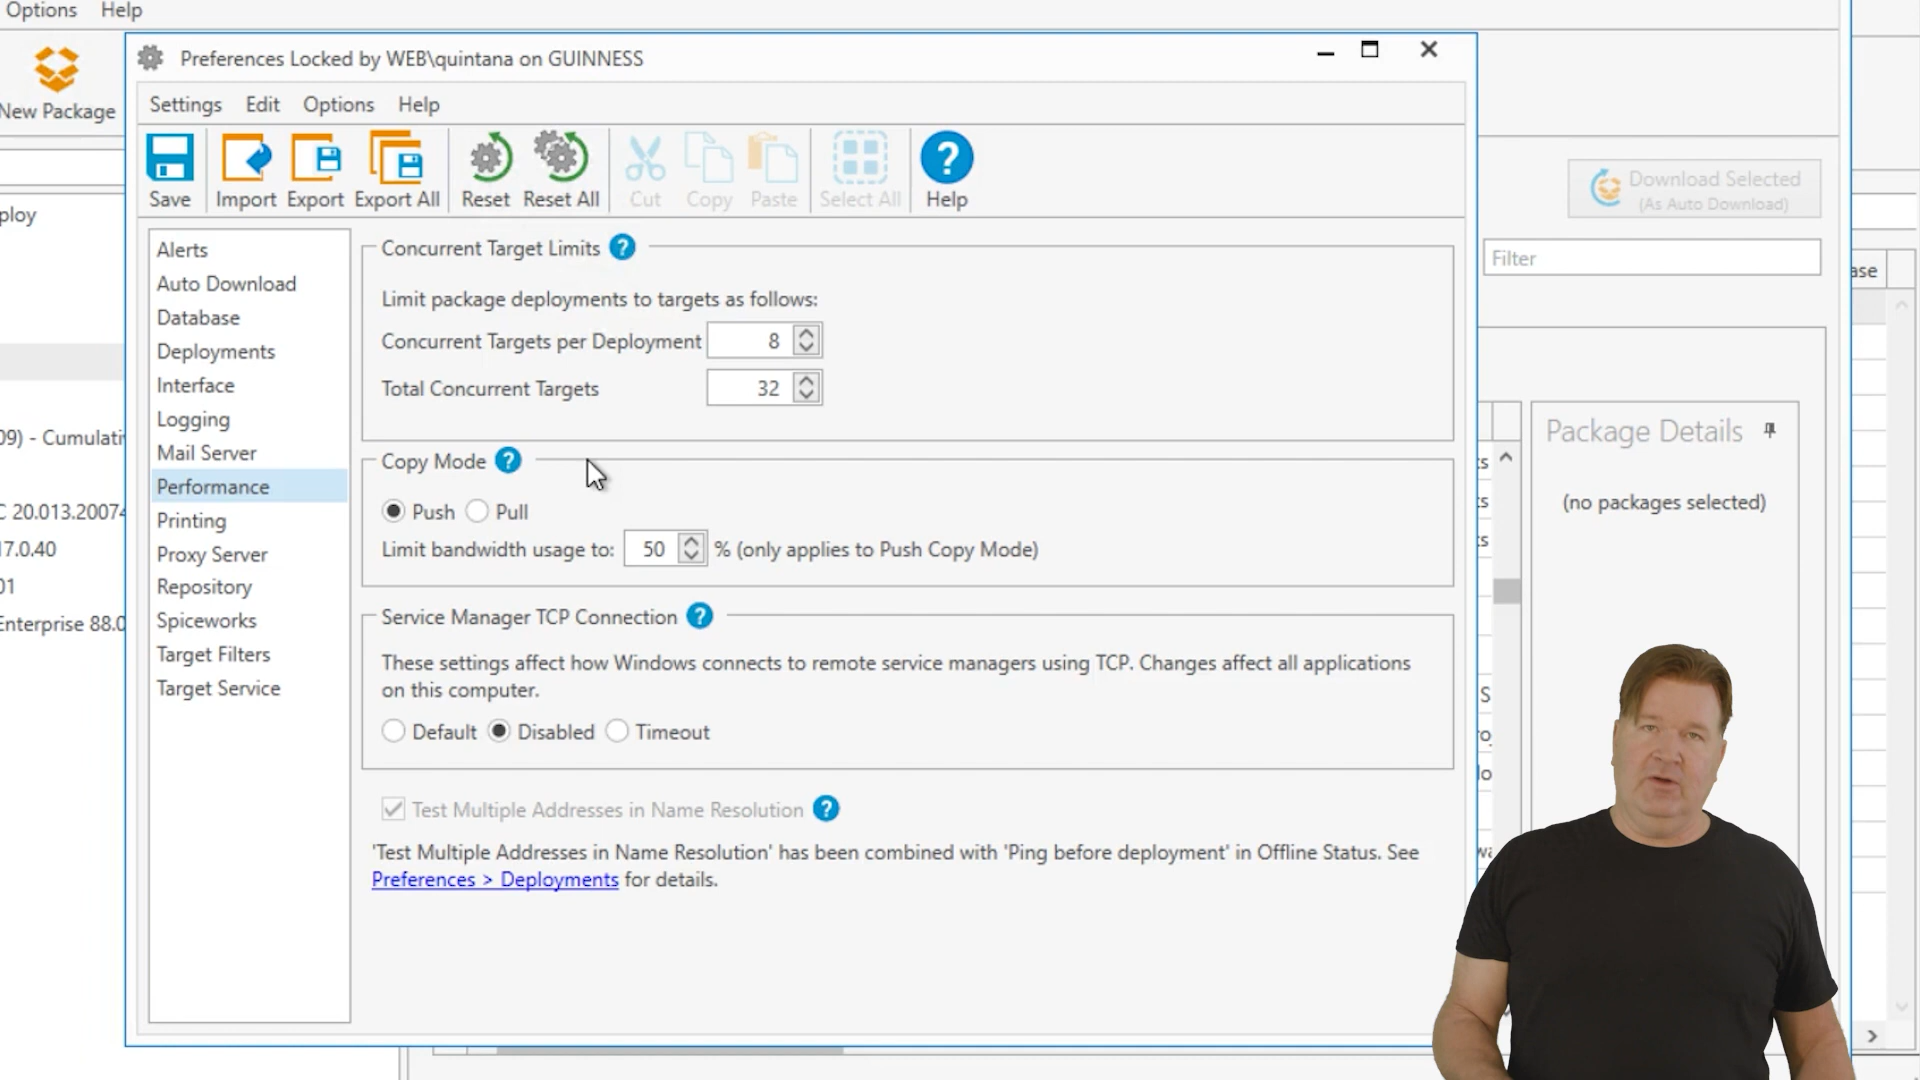 Options Help
New Package
Preferences Locked by WEB\quintana on GUINNESS
Settings Edit Options Help
Save Import Export Export All Reset Reset All Cut Copy Paste Select All Help
Download Selected
(As Auto Download)
Filter
ploy
ase
Alerts
Auto Download
Database
Deployments
Interface
Logging
Mail Server
Performance
Printing
Proxy Server
Repository
Spiceworks
Target Filters
Target Service
09) - Cumulati
C 20.013.20074
17.0.40
01
Enterprise 88.0
Concurrent Target Limits ?
Limit package deployments to targets as follows:
Concurrent Targets per Deployment 8
Total Concurrent Targets 32
Copy Mode ?
Push Pull
Limit bandwidth usage to: 50 % (only applies to Push Copy Mode)
Service Manager TCP Connection ?
These settings affect how Windows connects to remote service managers using TCP. Changes affect all applications
on this computer.
Default Disabled Timeout
Test Multiple Addresses in Name Resolution ?
'Test Multiple Addresses in Name Resolution' has been combined with 'Ping before deployment' in Offline Status. See
Preferences > Deployments for details.
Package Details
(no packages selected)